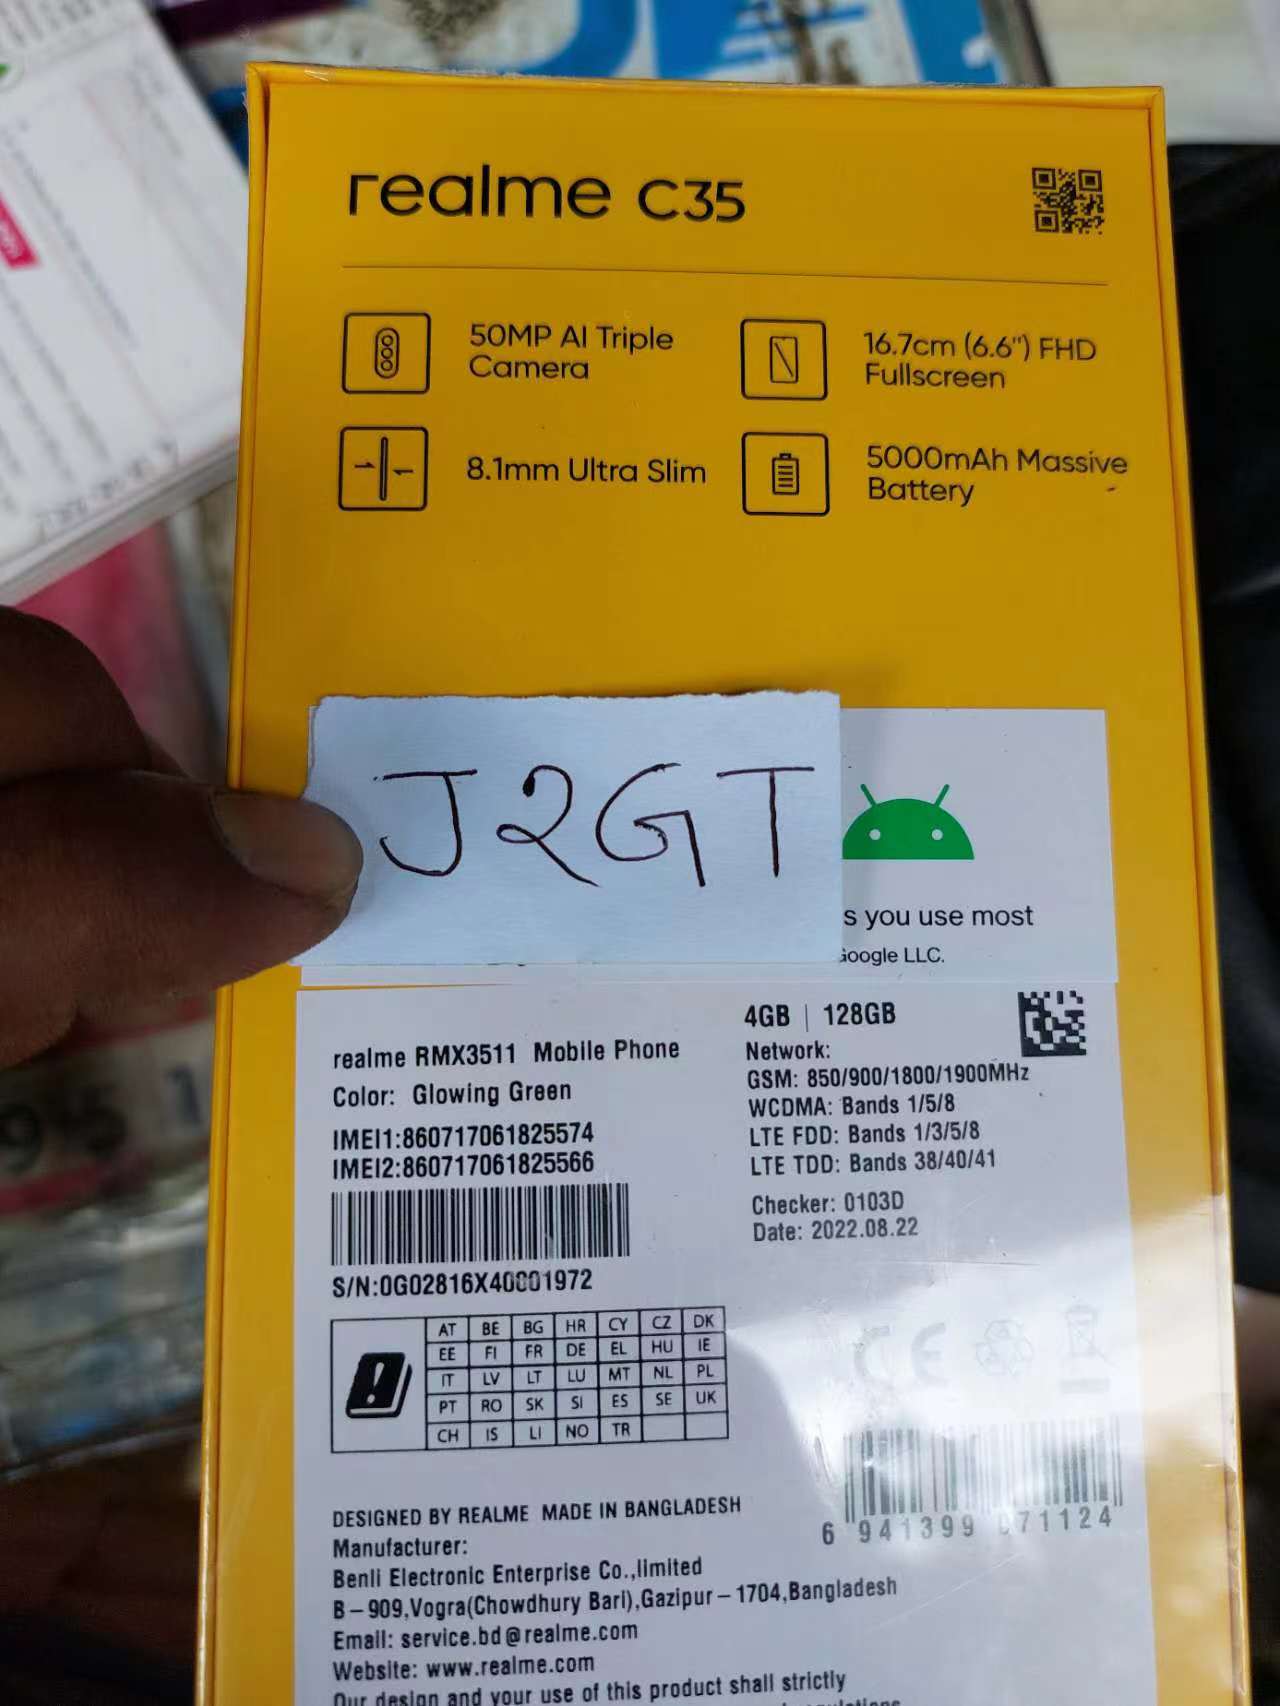 realme C35
50MP AI Triple
Camera
16.7cm (6.6") FHD
Fullscreen
8.1mm Ultra Slim
5000mAh Massive
Battery
J2GT
s you use most
Google LLC.
realme RMX3511 Mobile Phone
Color: Glowing Green
IMEI1:860717061825574
IMEI2:860717061825566
S/N:0G02816X40001972
4GB | 128GB
Network:
GSM: 850/900/1800/1900MHz
WCDMA: Bands 1/5/8
LTE FDD: Bands 1/3/5/8
LTE TDD: Bands 38/40/41
Checker: 0103D
Date: 2022.08.22
AT BE BG HR CY CZ DK
EE FI FR DE EL HU IE
IT LV LT LU MT NL PL
PT RO SK SI ES SE UK
CH IS LI NO TR
CE
6 941399 071124
DESIGNED BY REALME MADE IN BANGLADESH
Manufacturer:
Benli Electronic Enterprise Co.,limited
B-909,Vogra(Chowdhury Bari),Gazipur-1704,Bangladesh
Email: service.bd@realme.com
Website: www.realme.com
Our design and your use of this product shall strictly